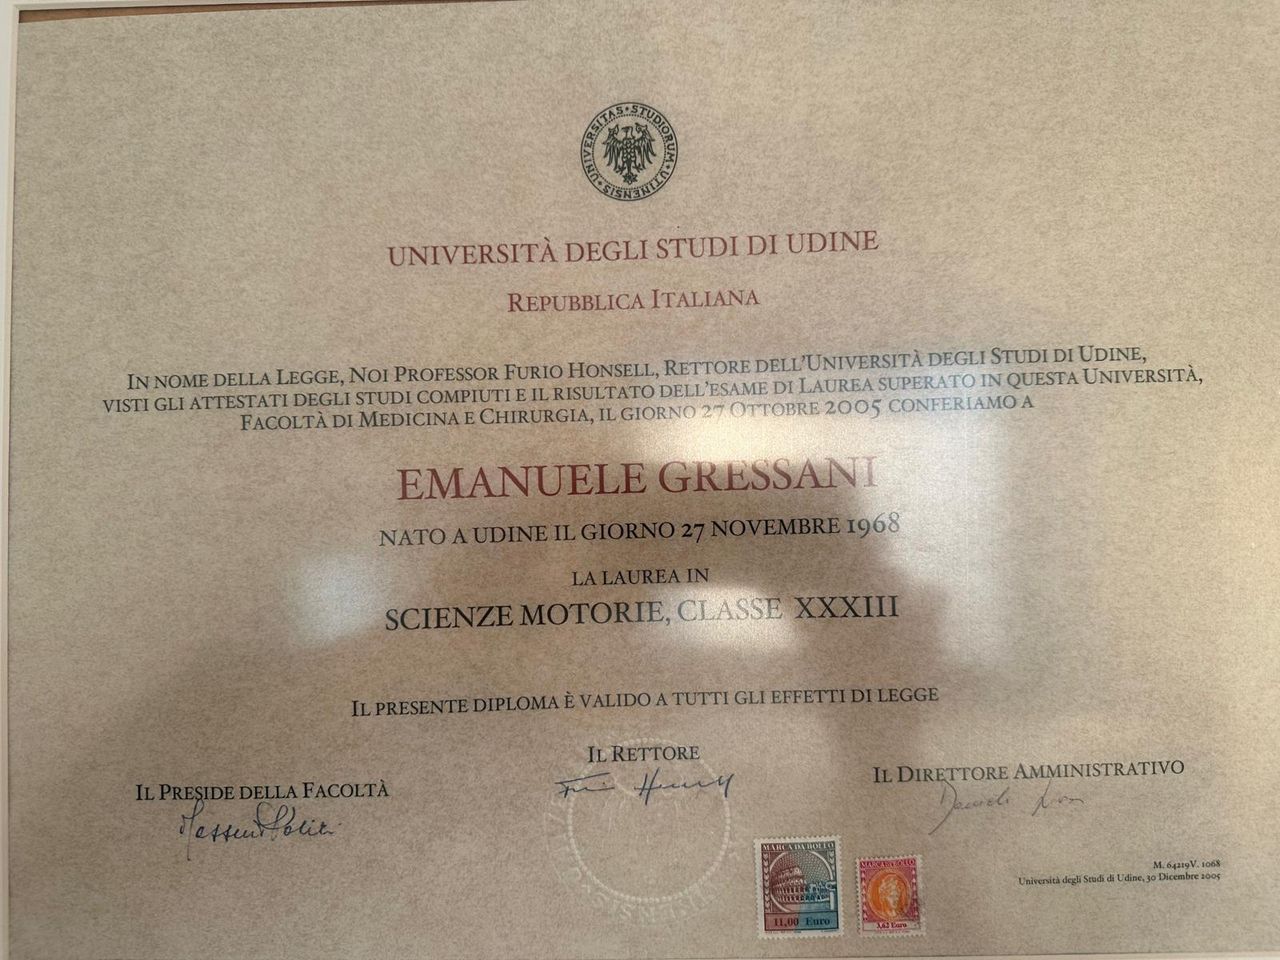 UNIVERSITAS · STUDIORUM · UTINENSIS ·
UNIVERSITÀ DEGLI STUDI DI UDINE
REPUBBLICA ITALIANA
IN NOME DELLA LEGGE, NOI PROFESSOR FURIO HONSELL, RETTORE DELL'UNIVERSITÀ DEGLI STUDI DI UDINE,
VISTI GLI ATTESTATI DEGLI STUDI COMPIUTI E IL RISULTATO DELL'ESAME DI LAUREA SUPERATO IN QUESTA UNIVERSITÀ,
FACOLTÀ DI MEDICINA E CHIRURGIA, IL GIORNO 27 OTTOBRE 2005 CONFERIAMO A
EMANUELE GRESSANI
NATO A UDINE IL GIORNO 27 NOVEMBRE 1968
LA LAUREA IN
SCIENZE MOTORIE, CLASSE XXXIII
IL PRESENTE DIPLOMA È VALIDO A TUTTI GLI EFFETTI DI LEGGE
IL PRESIDE DELLA FACOLTÀ
IL RETTORE
IL DIRETTORE AMMINISTRATIVO
MARCA DA BOLLO
11,00 Euro
MARCA DA BOLLO
3,62 Euro
M. 64219V. 1068
Università degli Studi di Udine, 30 Dicembre 2005